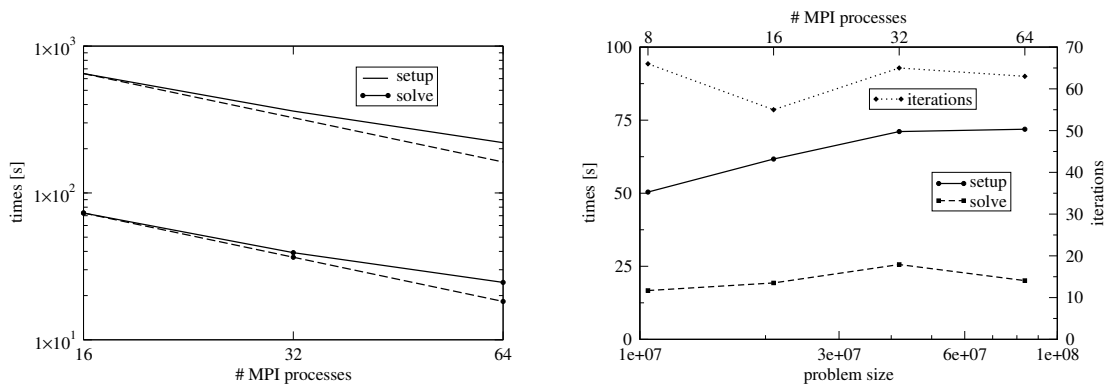 1×10³
1×10²
1×10¹
times [s]
setup
solve
16
32
64
# MPI processes
# MPI processes
8
16
32
64
100
75
50
25
0
times [s]
70
60
50
40
30
20
10
0
iterations
iterations
setup
solve
1e+07
3e+07
6e+07
1e+08
problem size